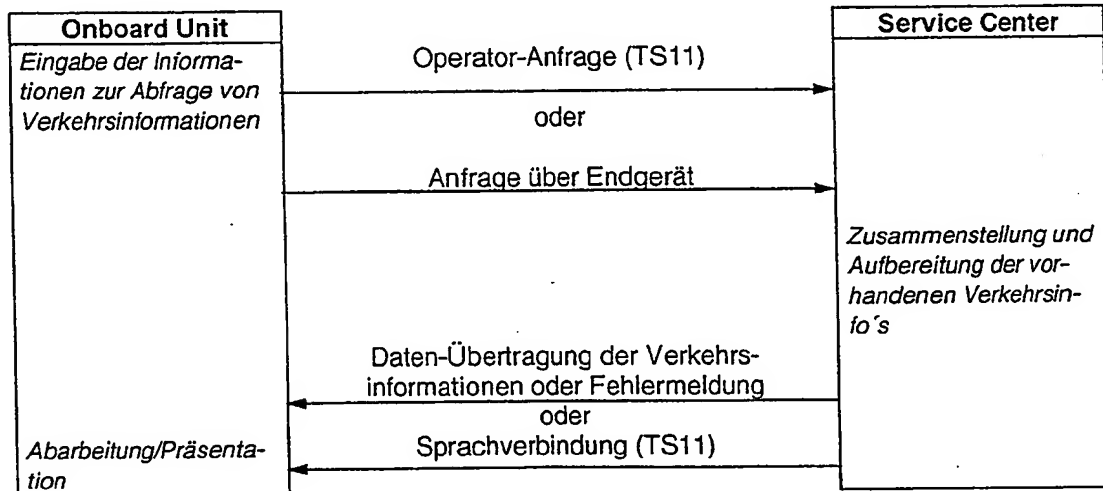 Onboard Unit
Eingabe der Informa-
tionen zur Abfrage von
Verkehrsinformationen
Operator-Anfrage (TS11)
oder
Anfrage über Endgerät
Service Center
Zusammenstellung und
Aufbereitung der vor-
handenen Verkehrsin-
fo´s
Daten-Übertragung der Verkehrs-
informationen oder Fehlermeldung
oder
Sprachverbindung (TS11)
Abarbeitung/Präsenta-
tion